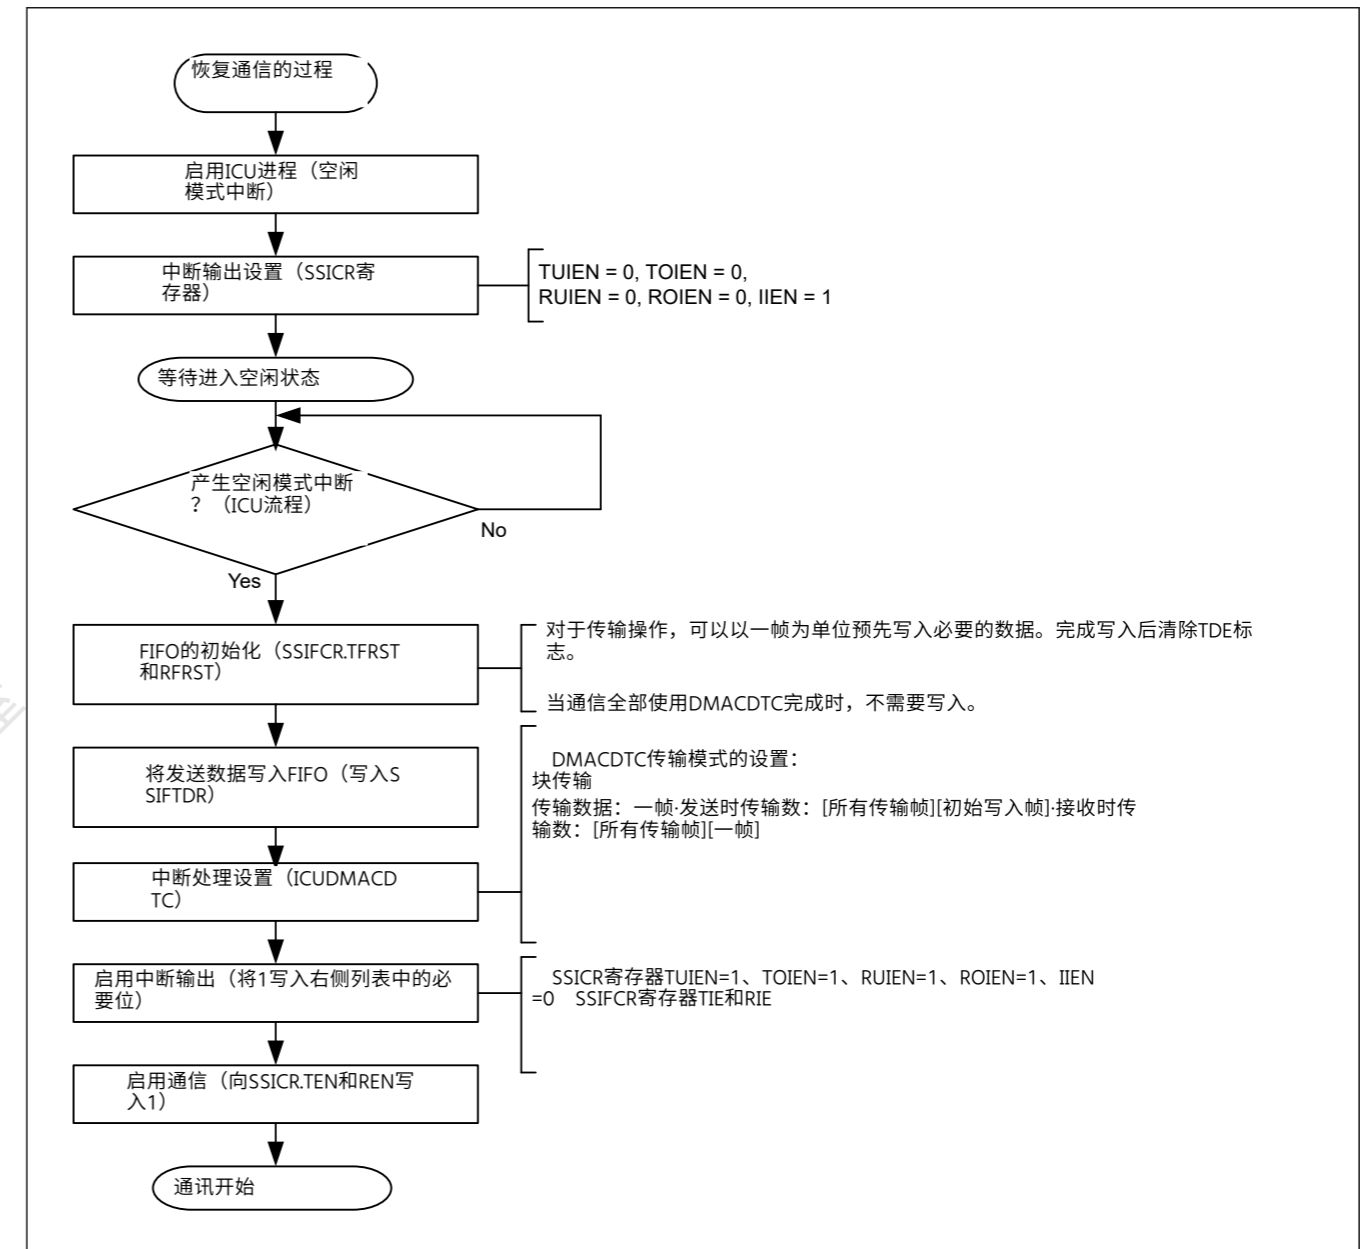 恢复通信的过程
启用ICU进程（空闲
模式中断）
中断输出设置（SSICR寄
存器）
TUIEN = 0, TOIEN = 0,
RUIEN = 0, ROIEN = 0, IIEN = 1
等待进入空闲状态
产生空闲模式中断
？（ICU流程）
No
Yes
FIFO的初始化（SSIFCR.TFRST
和RFRST）
对于传输操作，可以以一帧为单位预先写入必要的数据。完成写入后清除TDE标
志。
当通信全部使用DMACDTC完成时，不需要写入。
将发送数据写入FIFO（写入S
SIFTDR）
DMACDTC传输模式的设置：
块传输
传输数据：一帧·发送时传输数：[所有传输帧][初始写入帧]·接收时传
输数：[所有传输帧][一帧]
中断处理设置（ICUDMACD
TC）
启用中断输出（将1写入右侧列表中的必
要位）
SSICR寄存器TUIEN=1、TOIEN=1、RUIEN=1、ROIEN=1、IIEN
=0 SSIFCR寄存器TIE和RIE
启用通信（向SSICR.TEN和REN写
入1）
通讯开始